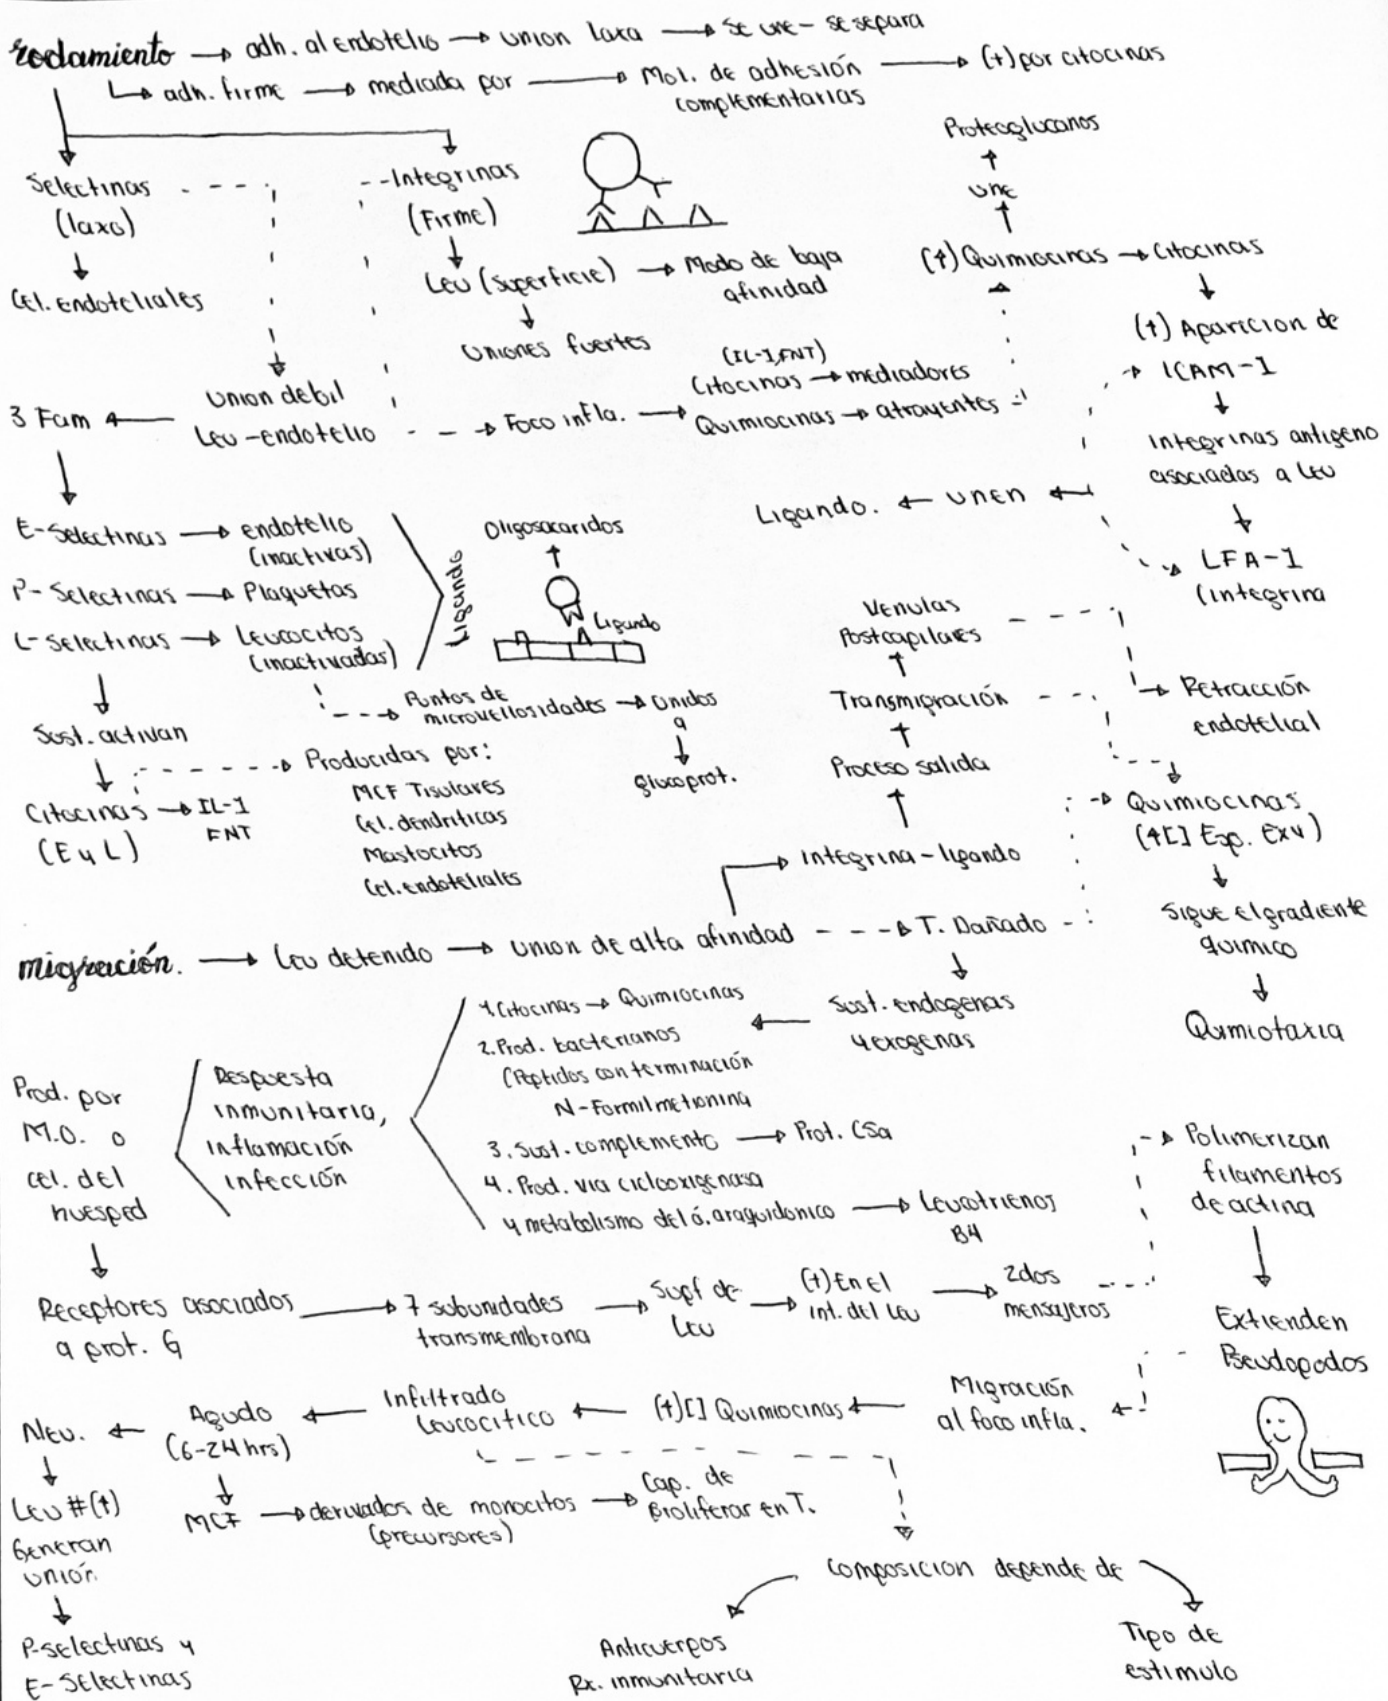 rodamiento → adh. al endotelio → union laxa → se une - se separa
↳ adh. firme → mediada por → Mol. de adhesión → (+) por citocinas
complementarias
Proteoglucanos
↑
une
↑
Selectinas
(laxo)
↓
Cel. endoteliales
Integrinas
(Firme)
↓
Leu (superficie) → Modo de baja
afinidad
↓
Uniones fuertes
(↑) Quimiocinas → Citocinas
↓
(↑) Aparicion de
ICAM-1
↓
Integrinas antigeno
asociadas a Leu
↓
LFA-1
(integrina
Union debil
Leu - endotelio
3 Fam ←
→ Foco infla. →
(IL-1, FNT)
Citocinas → mediadores
Quimiocinas → atrayentes
Ligando. ← unen ←
E-Selectinas → endotelio
(inactivas)
P- Selectinas → Plaquetas
L- Selectinas → Leucocitos
(inactivadas)
Ligando
Oligosacaridos
↑
Ligando
Puntos de
microvellosidades → Unidos
a
↓
glucoprot.
↓
Sust. activan
↓
Citocinas → IL-1
(E y L) FNT
Producidas por:
MCF Tisulares
Cel. dendriticas
Mastocitos
Cel. endoteliales
Venulas
Postcapilares
↑
Transmigración
↑
Proceso salida
↑
Integrina - ligando
Retracción
endotelial
Quimiocinas
(↑[] Esp. Exv)
↓
Sigue el gradiente
quimico
↓
Quimiotaxia
migración. → Leu detenido → Union de alta afinidad - - - → T. Dañado
↓
Sust. endogenas
y exogenas
←
1. Citocinas → Quimiocinas
2. Prod. bacterianos
(Peptidos con terminación
N-Formilmetionina
3. Sust. complemento → Prot. C5a
4. Prod. via ciclooxigenasa
y metabolismo del á. araquidonico → Leucotrienos
B4
Respuesta
inmunitaria,
inflamación
infección
Prod. por
M.O. o
cel. del
huesped
↓
Receptores asociados → 7 subunidades → Supf de → (+) En el → 2dos
a prot. G transmembrana Leu int. del Leu mensajeros
Polimerizan
filamentos
de actina
↓
Extienden
Pseudopodos
Neu. ← Agudo ← Infiltrado ← (↑)[] Quimiocinas ← Migración
(6-24 hrs) Leucocitico al foco infla.
↓
Leu #(↑)
Generan
unión
↓
P-selectinas y
E-Selectinas
↓
MCF → derivados de monocitos → Cap. de
(precursores) Proliferar en T.
Composicion depende de
Anticuerpos
Rx. inmunitaria
Tipo de
estimulo